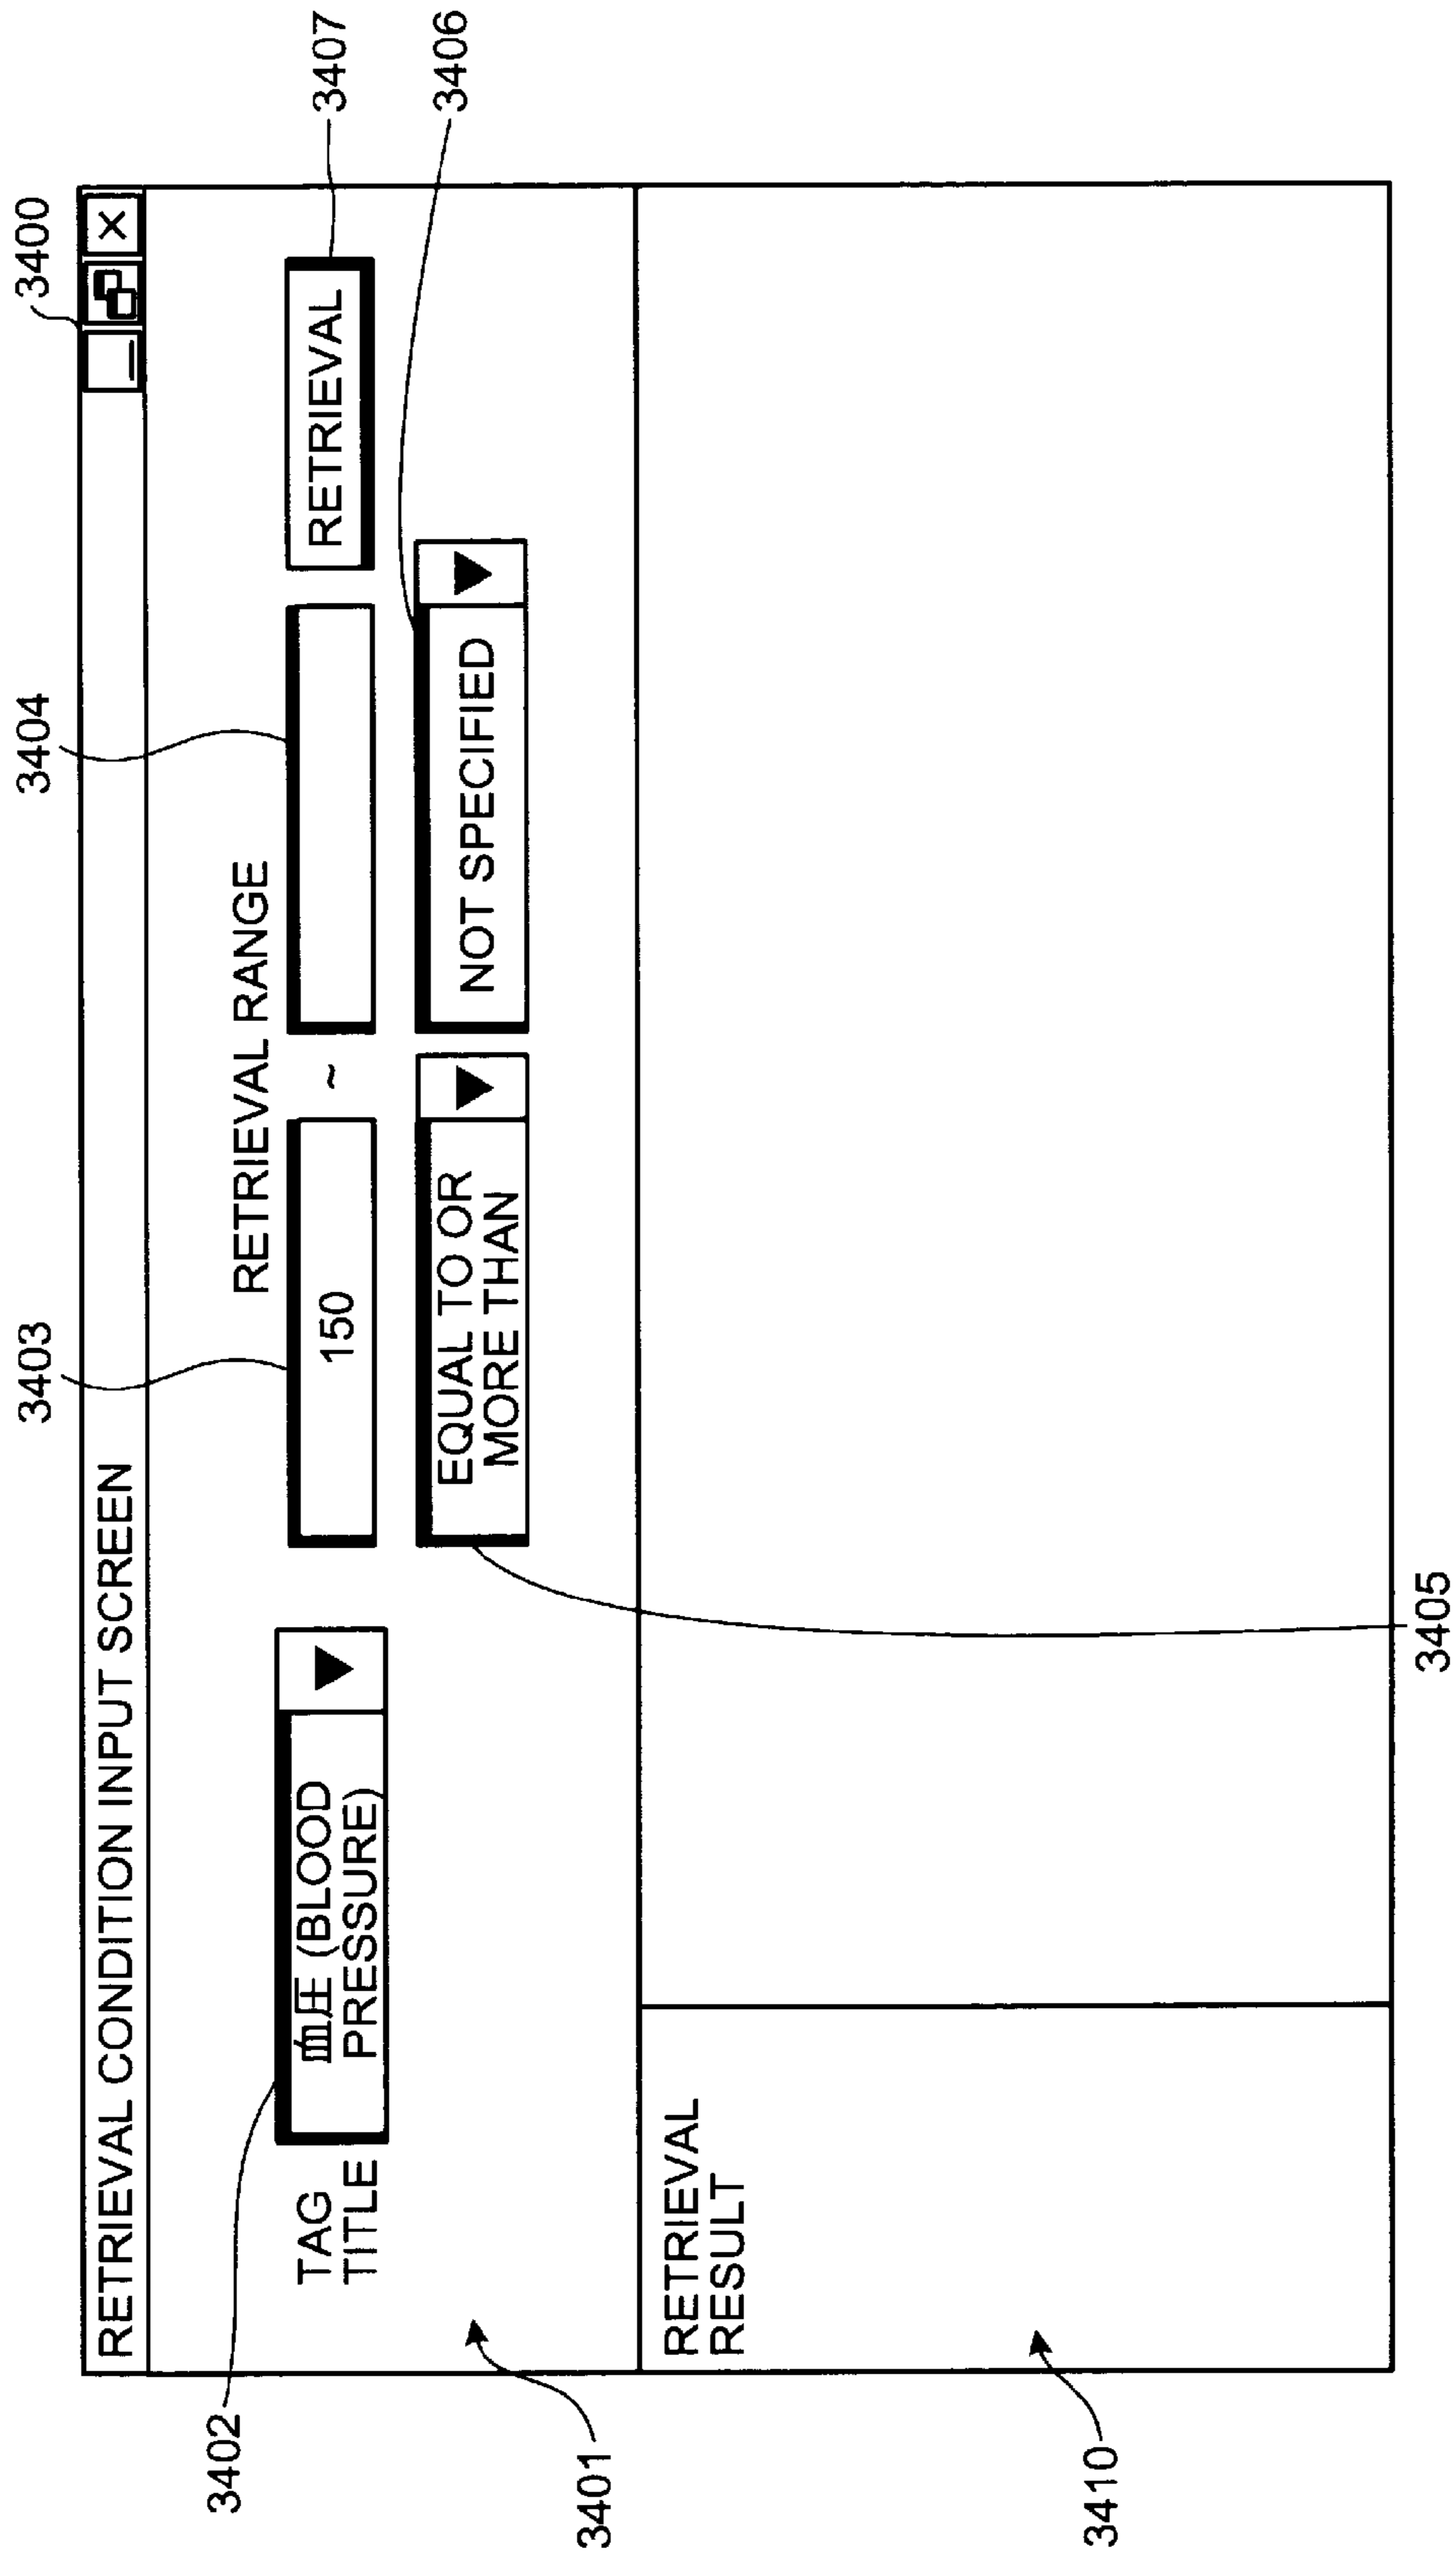 3400
RETRIEVAL CONDITION INPUT SCREEN
3403
3404
3407
3406
RETRIEVAL RANGE
3402
TAG
TITLE
血圧 (BLOOD
PRESSURE)
150
~
RETRIEVAL
EQUAL TO OR
MORE THAN
NOT SPECIFIED
3401
RETRIEVAL
RESULT
3410
3405